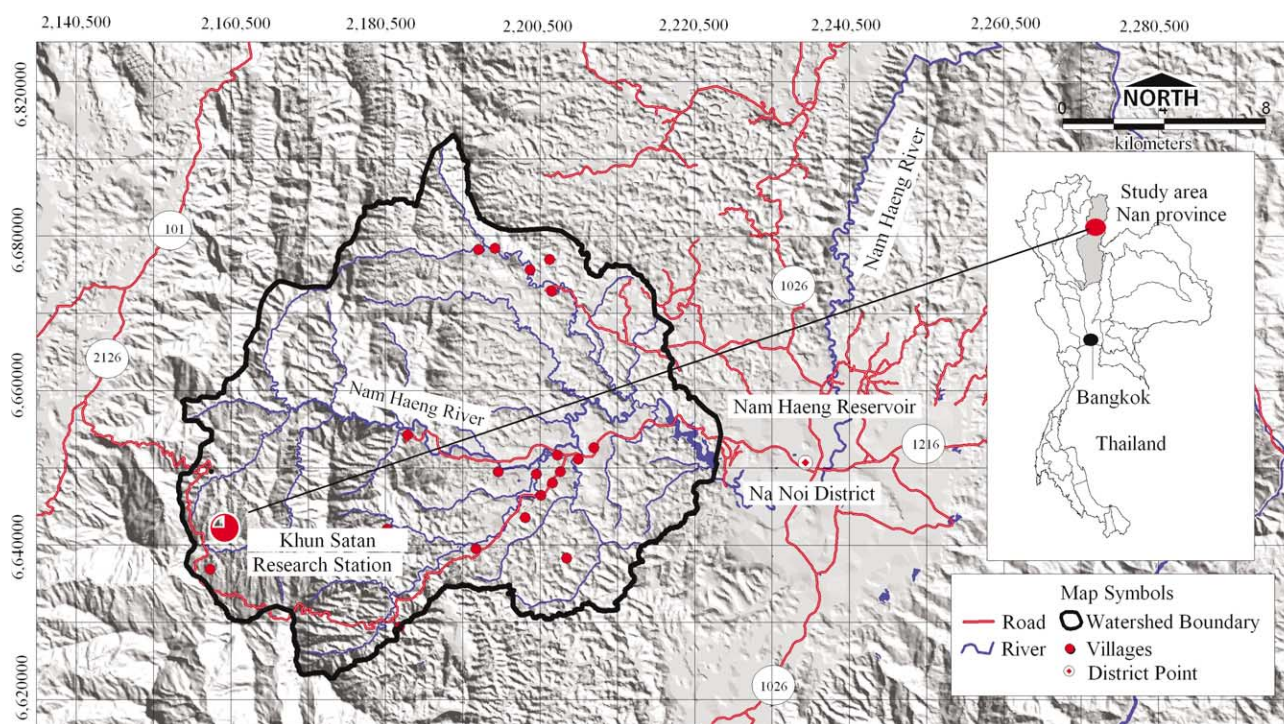 2,140,500
2,160,500
2,180,500
2,200,500
2,220,500
2,240,500
2,260,500
2,280,500
6,820000
6,680000
6,660000
6,640000
6,620000
NORTH
0 4 8
kilometers
Study area
Nan province
Bangkok
Thailand
101
2126
1026
1216
1026
Nam Haeng River
Nam Haeng River
Nam Haeng Reservoir
Na Noi District
Khun Satan
Research Station
Map Symbols
Road
Watershed Boundary
River
Villages
District Point